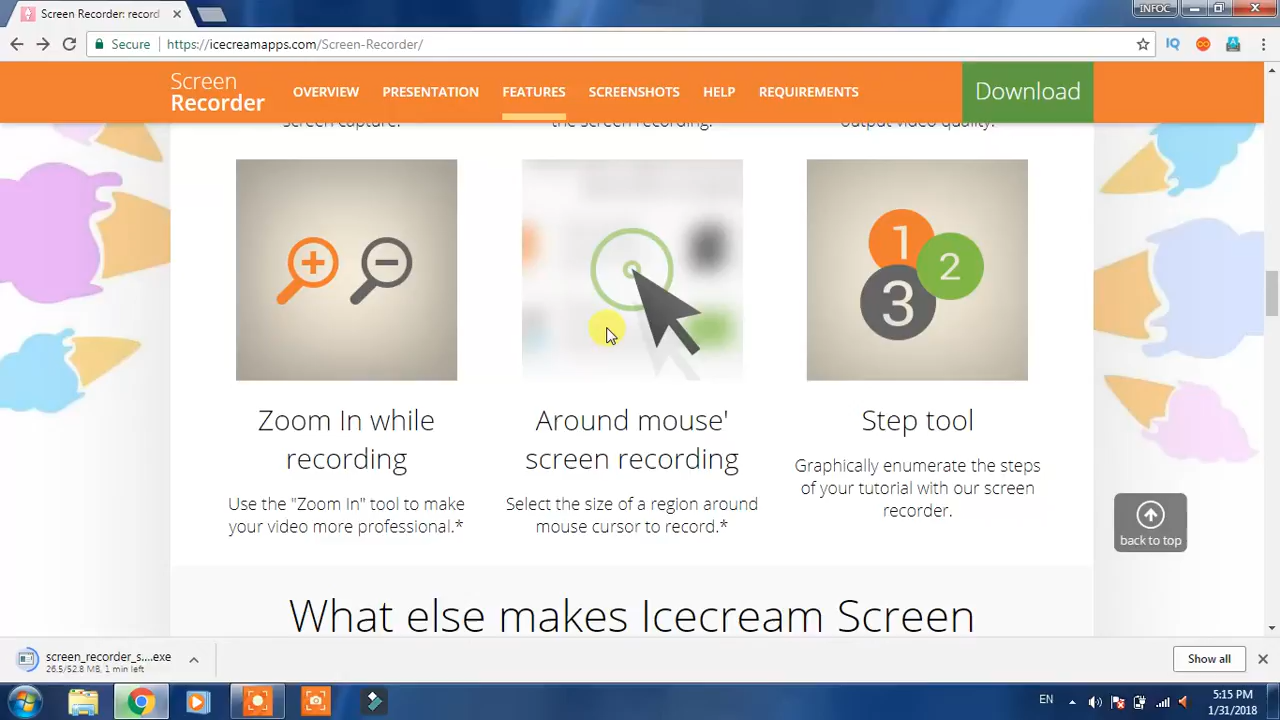 Screen Recorder: record
INFOC
Secure
https://icecreamapps.com/Screen-Recorder/
IQ
Screen
Recorder
OVERVIEW
PRESENTATION
FEATURES
SCREENSHOTS
HELP
REQUIREMENTS
Download
screen capture.
the screen recording.
output video quality.
1
2
3
Zoom In while
recording
Use the "Zoom In" tool to make
your video more professional.*
Around mouse'
screen recording
Select the size of a region around
mouse cursor to record.*
Step tool
Graphically enumerate the steps
of your tutorial with our screen
recorder.
back to top
What else makes Icecream Screen
screen_recorder_s....exe
26.5/52.8 MB, 1 min left
Show all
EN
5:15 PM
1/31/2018